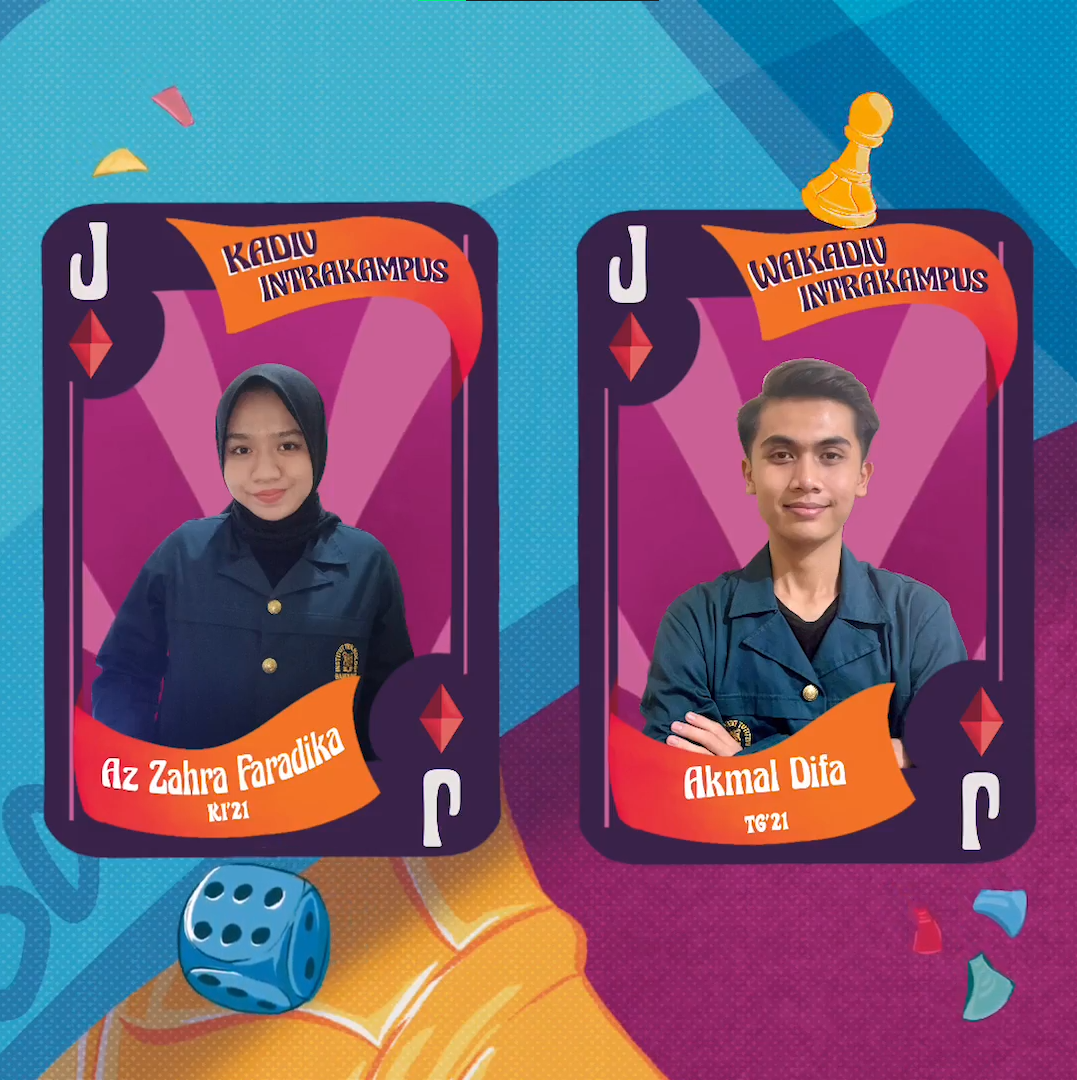 J
KADIV
INTRAKAMPUS
Az Zahra Faradika
KI'21
J
J
WAKADIV
INTRAKAMPUS
Akmal Difa
TG'21
J